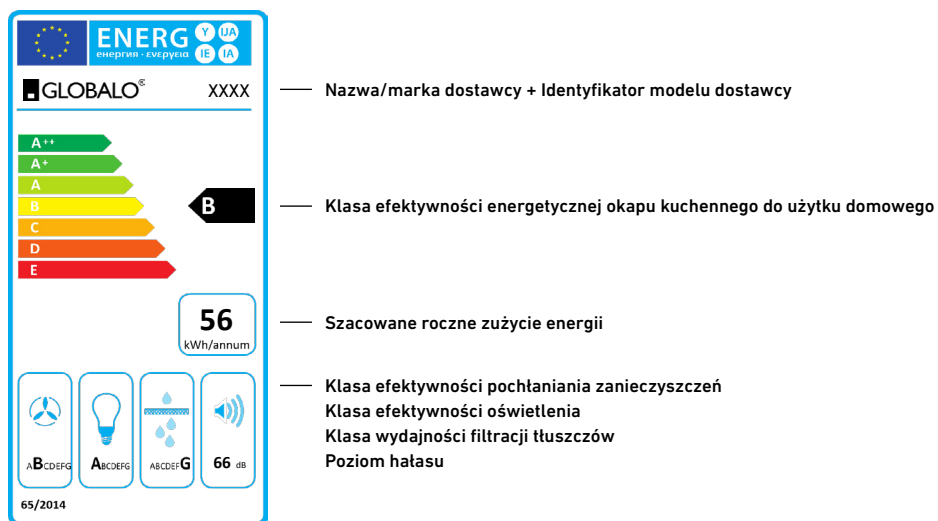 ENERG Y IJA
енергия · ενεργεια IE IA
GLOBALO® XXXX
Nazwa/marka dostawcy + Identyfikator modelu dostawcy
A++
A+
A
B
B
Klasa efektywności energetycznej okapu kuchennego do użytku domowego
C
D
E
56
kWh/annum
Szacowane roczne zużycie energii
Klasa efektywności pochłaniania zanieczyszczeń
Klasa efektywności oświetlenia
Klasa wydajności filtracji tłuszczów
Poziom hałasu
ABCDEFG
ABCDEFG
ABCDEFG
66 dB
65/2014